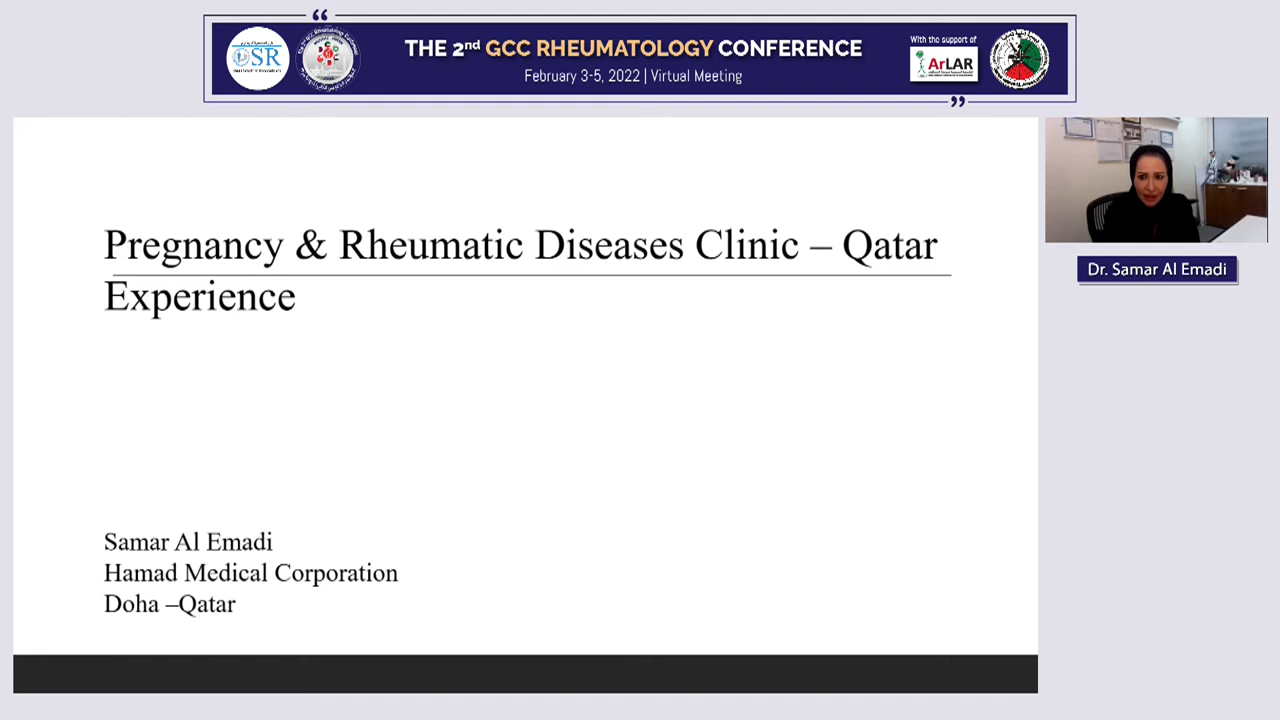 THE 2nd GCC RHEUMATOLOGY CONFERENCE
February 3-5, 2022 | Virtual Meeting
With the support of
OSR
ArLAR
Pregnancy & Rheumatic Diseases Clinic – Qatar
Experience
Dr. Samar Al Emadi
Samar Al Emadi
Hamad Medical Corporation
Doha –Qatar